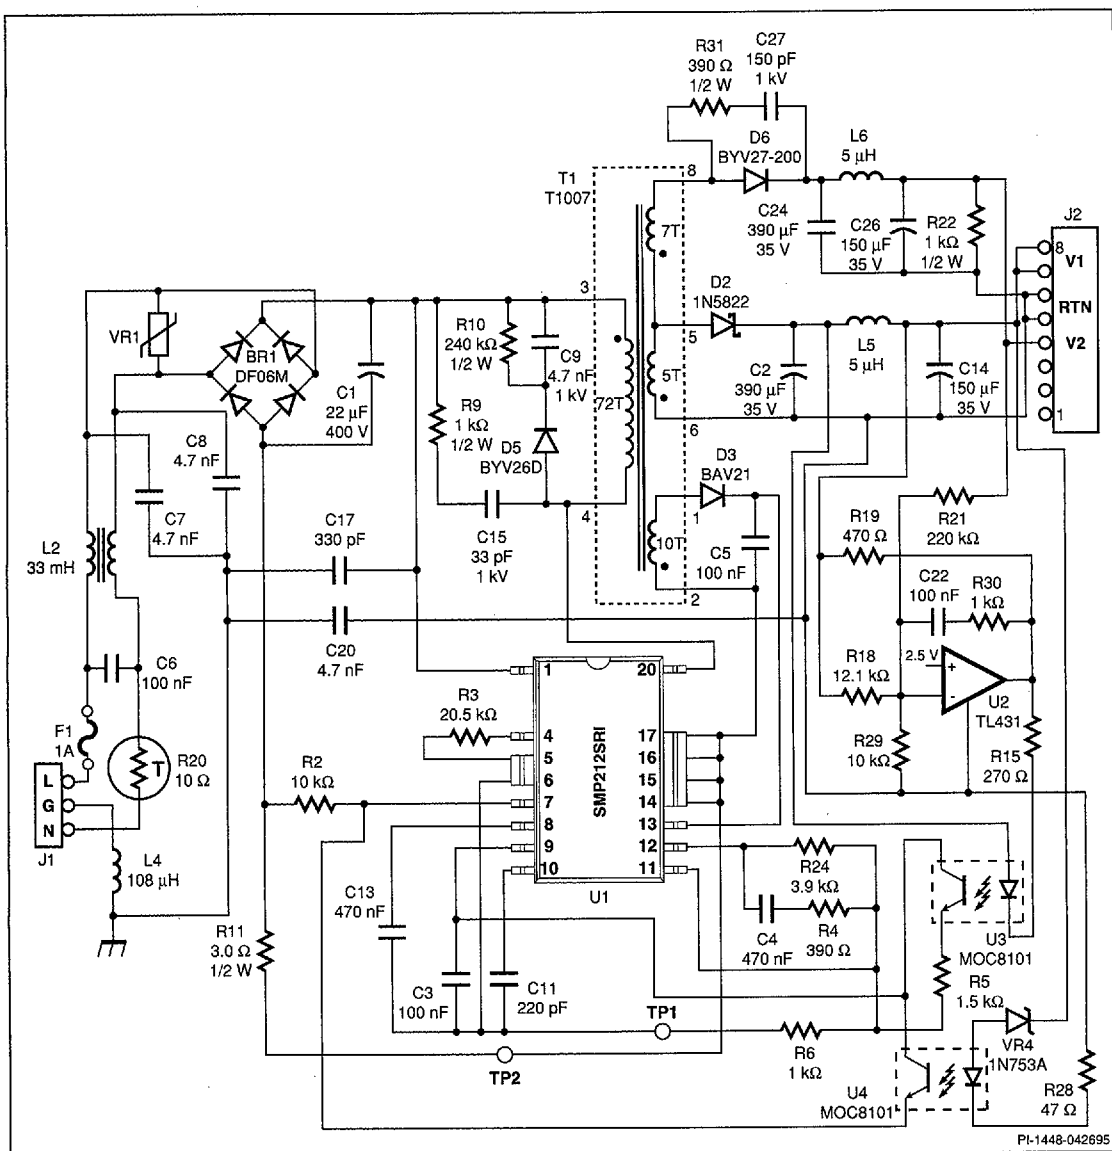 R31
390 Ω
1/2 W
C27
150 pF
1 kV
D6
BYV27-200
L6
5 µH
T1
T1007
8
7T
C24
390 µF
35 V
C26
150 µF
35 V
R22
1 kΩ
1/2 W
J2
8
V1
RTN
V2
1
D2
1N5822
5
5T
6
L5
5 µH
C2
390 µF
35 V
C14
150 µF
35 V
VR1
BR1
DF06M
C1
22 µF
400 V
3
R10
240 kΩ
1/2 W
C9
4.7 nF
1 kV
72T
R9
1 kΩ
1/2 W
D5
BYV26D
4
C15
33 pF
1 kV
D3
BAV21
1
10T
2
C5
100 nF
C8
4.7 nF
C7
4.7 nF
L2
33 mH
C17
330 pF
C20
4.7 nF
C6
100 nF
F1
1A
R20
10 Ω
T
L
G
N
J1
L4
108 µH
R19
470 Ω
R21
220 kΩ
C22
100 nF
R30
1 kΩ
R18
12.1 kΩ
2.5 V
+
-
U2
TL431
R29
10 kΩ
R15
270 Ω
R3
20.5 kΩ
R2
10 kΩ
SMP212SRI
1
4
5
6
7
8
9
10
20
17
16
15
14
13
12
11
U1
R24
3.9 kΩ
C4
470 nF
R4
390 Ω
C13
470 nF
R11
3.0 Ω
1/2 W
C3
100 nF
C11
220 pF
TP1
TP2
R6
1 kΩ
U3
MOC8101
R5
1.5 kΩ
VR4
1N753A
U4
MOC8101
R28
47 Ω
PI-1448-042695